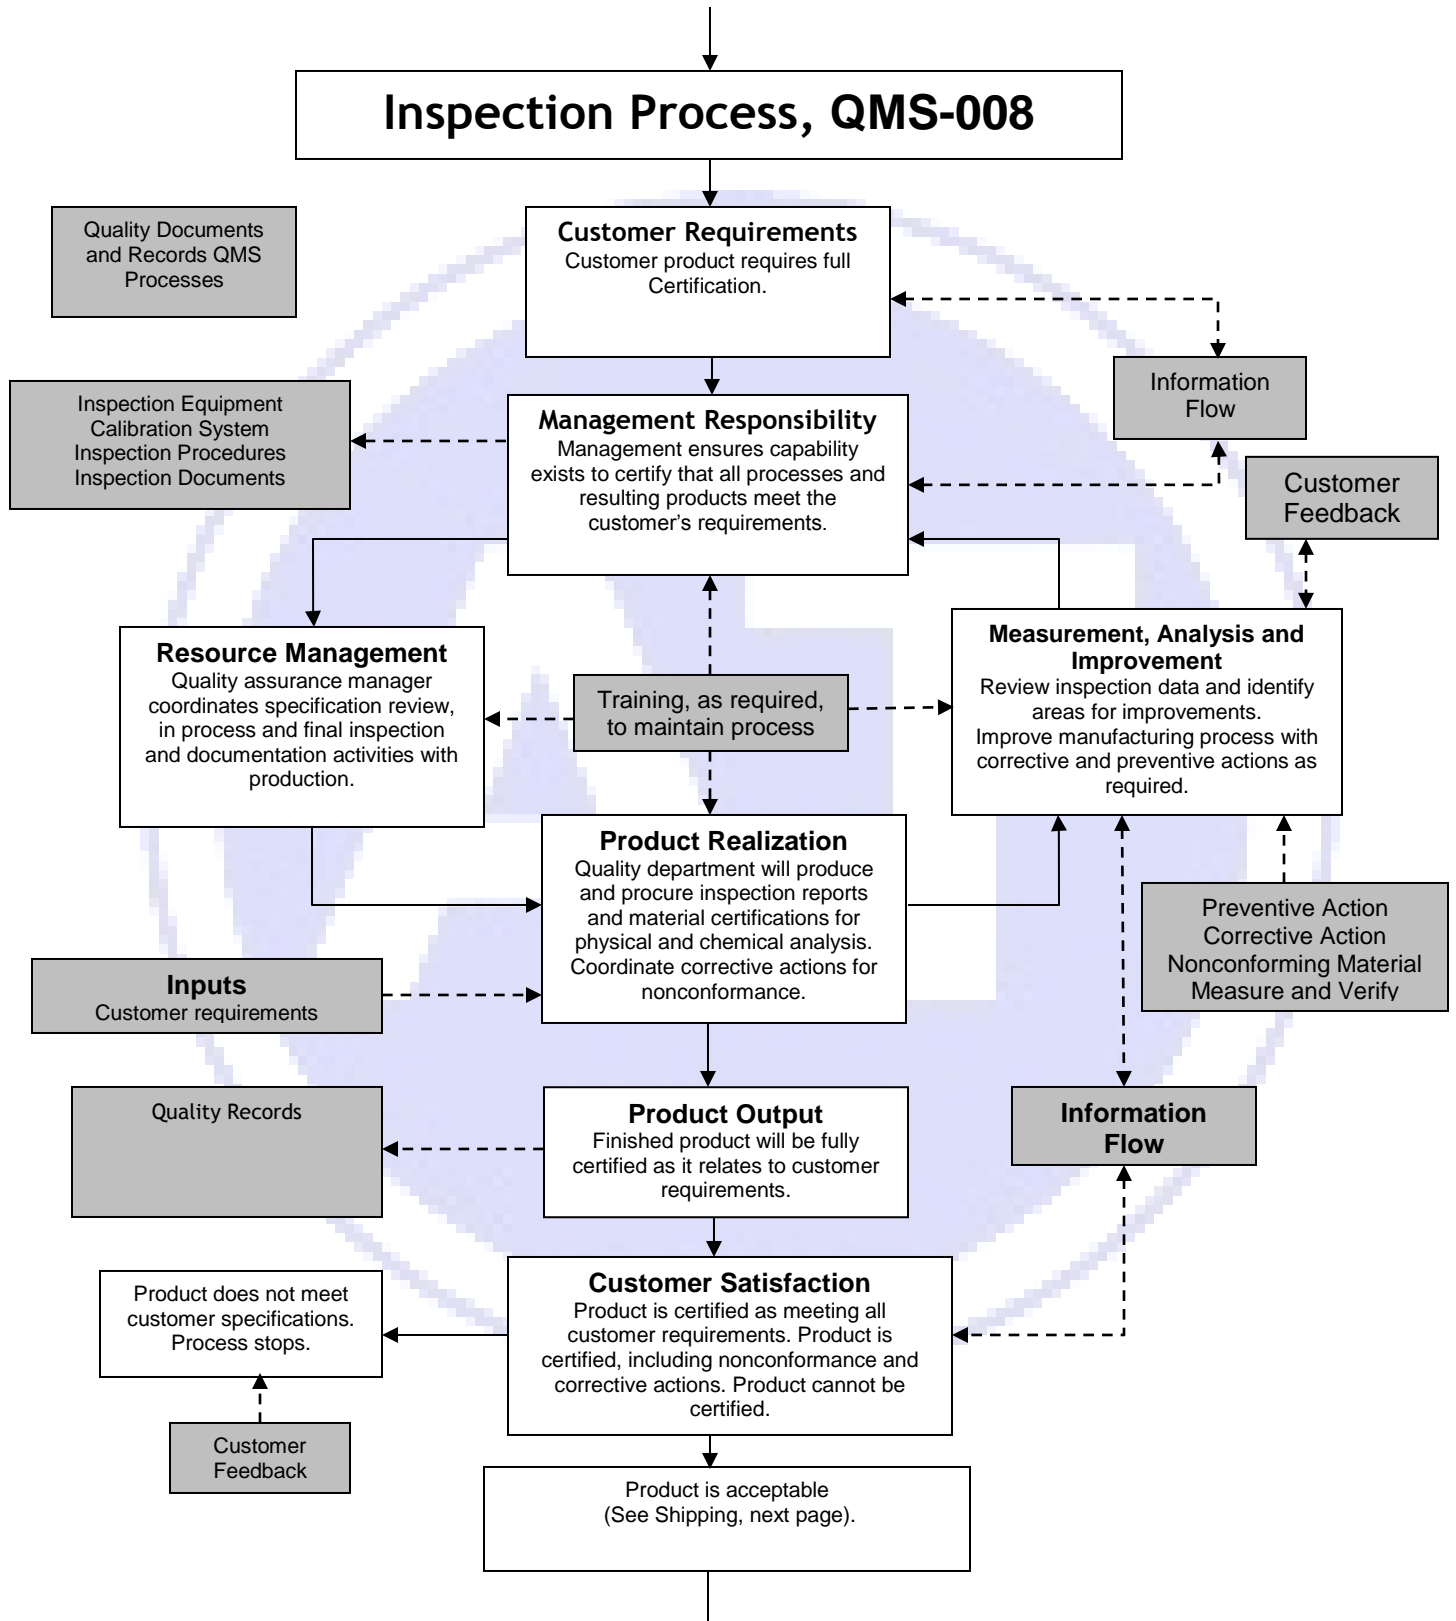 Inspection Process, QMS-008
Quality Documents
and Records QMS
Processes
Customer Requirements
Customer product requires full
Certification.
Information
Flow
Inspection Equipment
Calibration System
Inspection Procedures
Inspection Documents
Management Responsibility
Management ensures capability
exists to certify that all processes and
resulting products meet the
customer’s requirements.
Customer
Feedback
Resource Management
Quality assurance manager
coordinates specification review,
in process and final inspection
and documentation activities with
production.
Training, as required,
to maintain process
Measurement, Analysis and
Improvement
Review inspection data and identify
areas for improvements.
Improve manufacturing process with
corrective and preventive actions as
required.
Product Realization
Quality department will produce
and procure inspection reports
and material certifications for
physical and chemical analysis.
Coordinate corrective actions for
nonconformance.
Preventive Action
Corrective Action
Nonconforming Material
Measure and Verify
Inputs
Customer requirements
Quality Records
Product Output
Finished product will be fully
certified as it relates to customer
requirements.
Information
Flow
Product does not meet
customer specifications.
Process stops.
Customer Satisfaction
Product is certified as meeting all
customer requirements. Product is
certified, including nonconformance and
corrective actions. Product cannot be
certified.
Customer
Feedback
Product is acceptable
(See Shipping, next page).